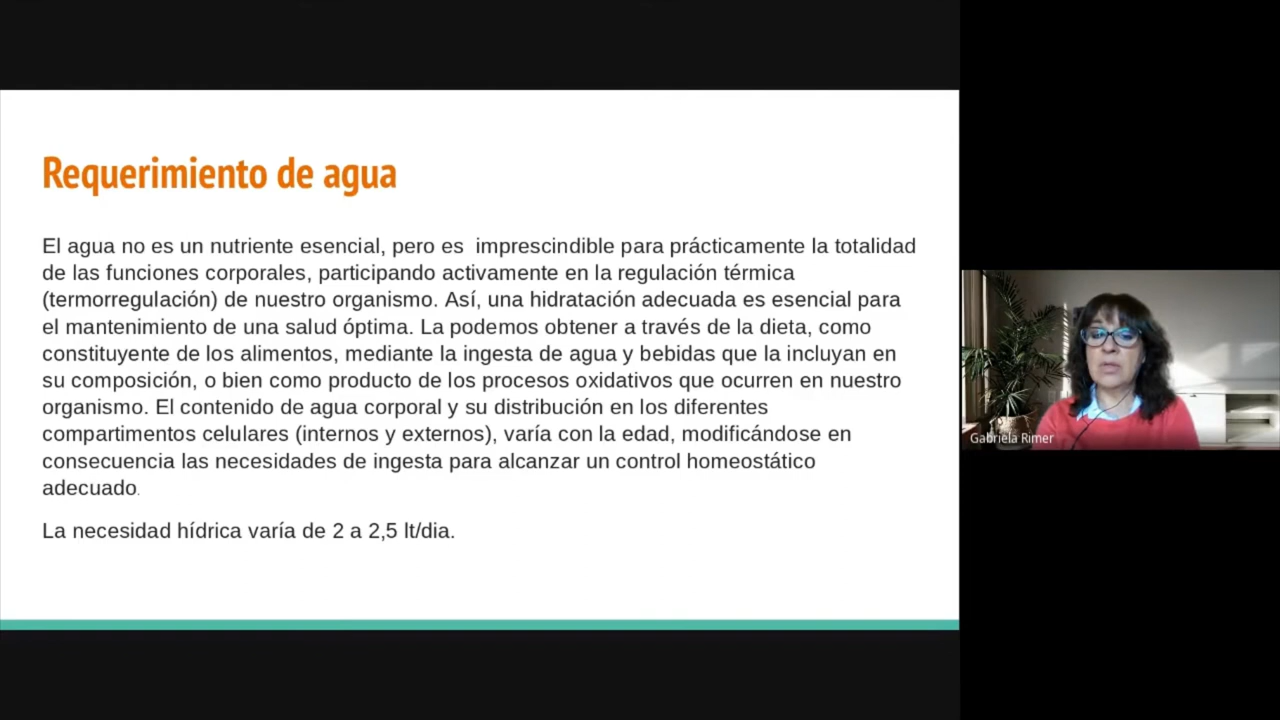 Requerimiento de agua
El agua no es un nutriente esencial, pero es  imprescindible para prácticamente la totalidad
de las funciones corporales, participando activamente en la regulación térmica
(termorregulación) de nuestro organismo. Así, una hidratación adecuada es esencial para
el mantenimiento de una salud óptima. La podemos obtener a través de la dieta, como
constituyente de los alimentos, mediante la ingesta de agua y bebidas que la incluyan en
su composición, o bien como producto de los procesos oxidativos que ocurren en nuestro
organismo. El contenido de agua corporal y su distribución en los diferentes
compartimentos celulares (internos y externos), varía con la edad, modificándose en
consecuencia las necesidades de ingesta para alcanzar un control homeostático
adecuado.
La necesidad hídrica varía de 2 a 2,5 lt/dia.
Gabriela Rimer